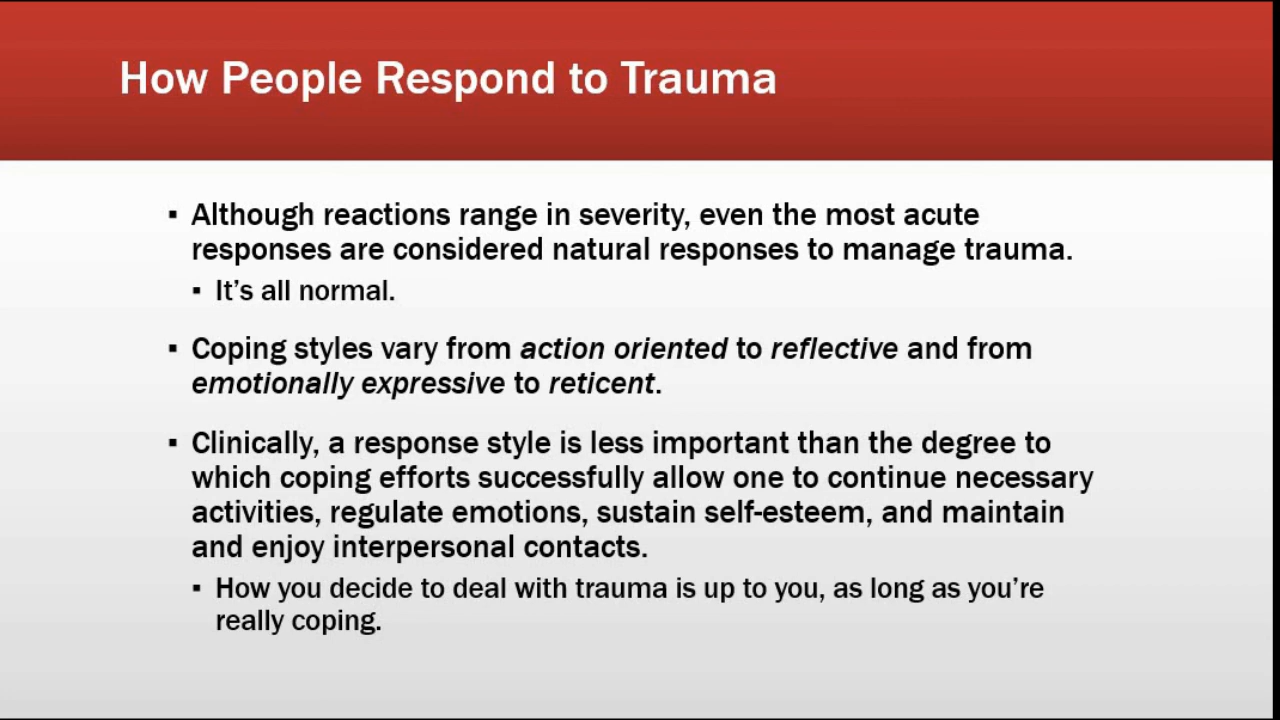 How People Respond to Trauma
▪ Although reactions range in severity, even the most acute
responses are considered natural responses to manage trauma.
▪ It’s all normal.
▪ Coping styles vary from action oriented to reflective and from
emotionally expressive to reticent.
▪ Clinically, a response style is less important than the degree to
which coping efforts successfully allow one to continue necessary
activities, regulate emotions, sustain self-esteem, and maintain
and enjoy interpersonal contacts.
▪ How you decide to deal with trauma is up to you, as long as you’re
really coping.